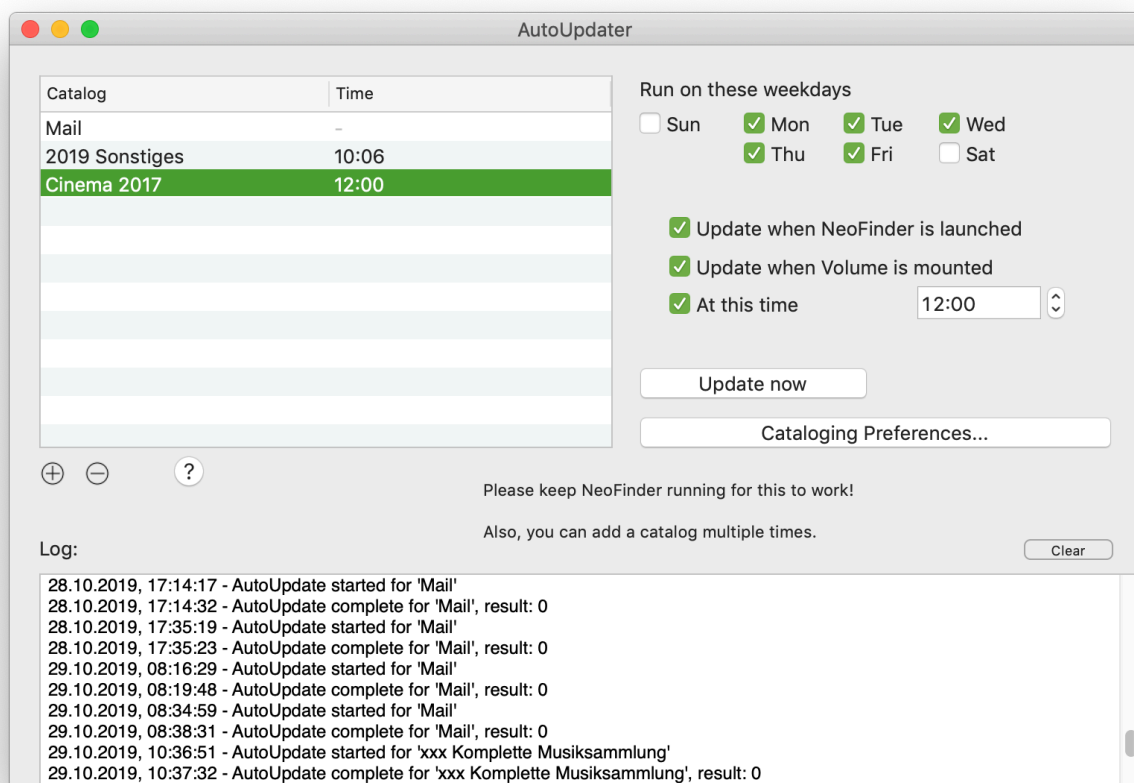 AutoUpdater
Catalog Time
Mail -
2019 Sonstiges 10:06
Cinema 2017 12:00
Run on these weekdays
Sun Mon Tue Wed
Thu Fri Sat
Update when NeoFinder is launched
Update when Volume is mounted
At this time 12:00
Update now
Cataloging Preferences...
?
Please keep NeoFinder running for this to work!
Also, you can add a catalog multiple times.
Log:
Clear
28.10.2019, 17:14:17 - AutoUpdate started for 'Mail'
28.10.2019, 17:14:32 - AutoUpdate complete for 'Mail', result: 0
28.10.2019, 17:35:19 - AutoUpdate started for 'Mail'
28.10.2019, 17:35:23 - AutoUpdate complete for 'Mail', result: 0
29.10.2019, 08:16:29 - AutoUpdate started for 'Mail'
29.10.2019, 08:19:48 - AutoUpdate complete for 'Mail', result: 0
29.10.2019, 08:34:59 - AutoUpdate started for 'Mail'
29.10.2019, 08:38:31 - AutoUpdate complete for 'Mail', result: 0
29.10.2019, 10:36:51 - AutoUpdate started for 'xxx Komplette Musiksammlung'
29.10.2019, 10:37:32 - AutoUpdate complete for 'xxx Komplette Musiksammlung', result: 0